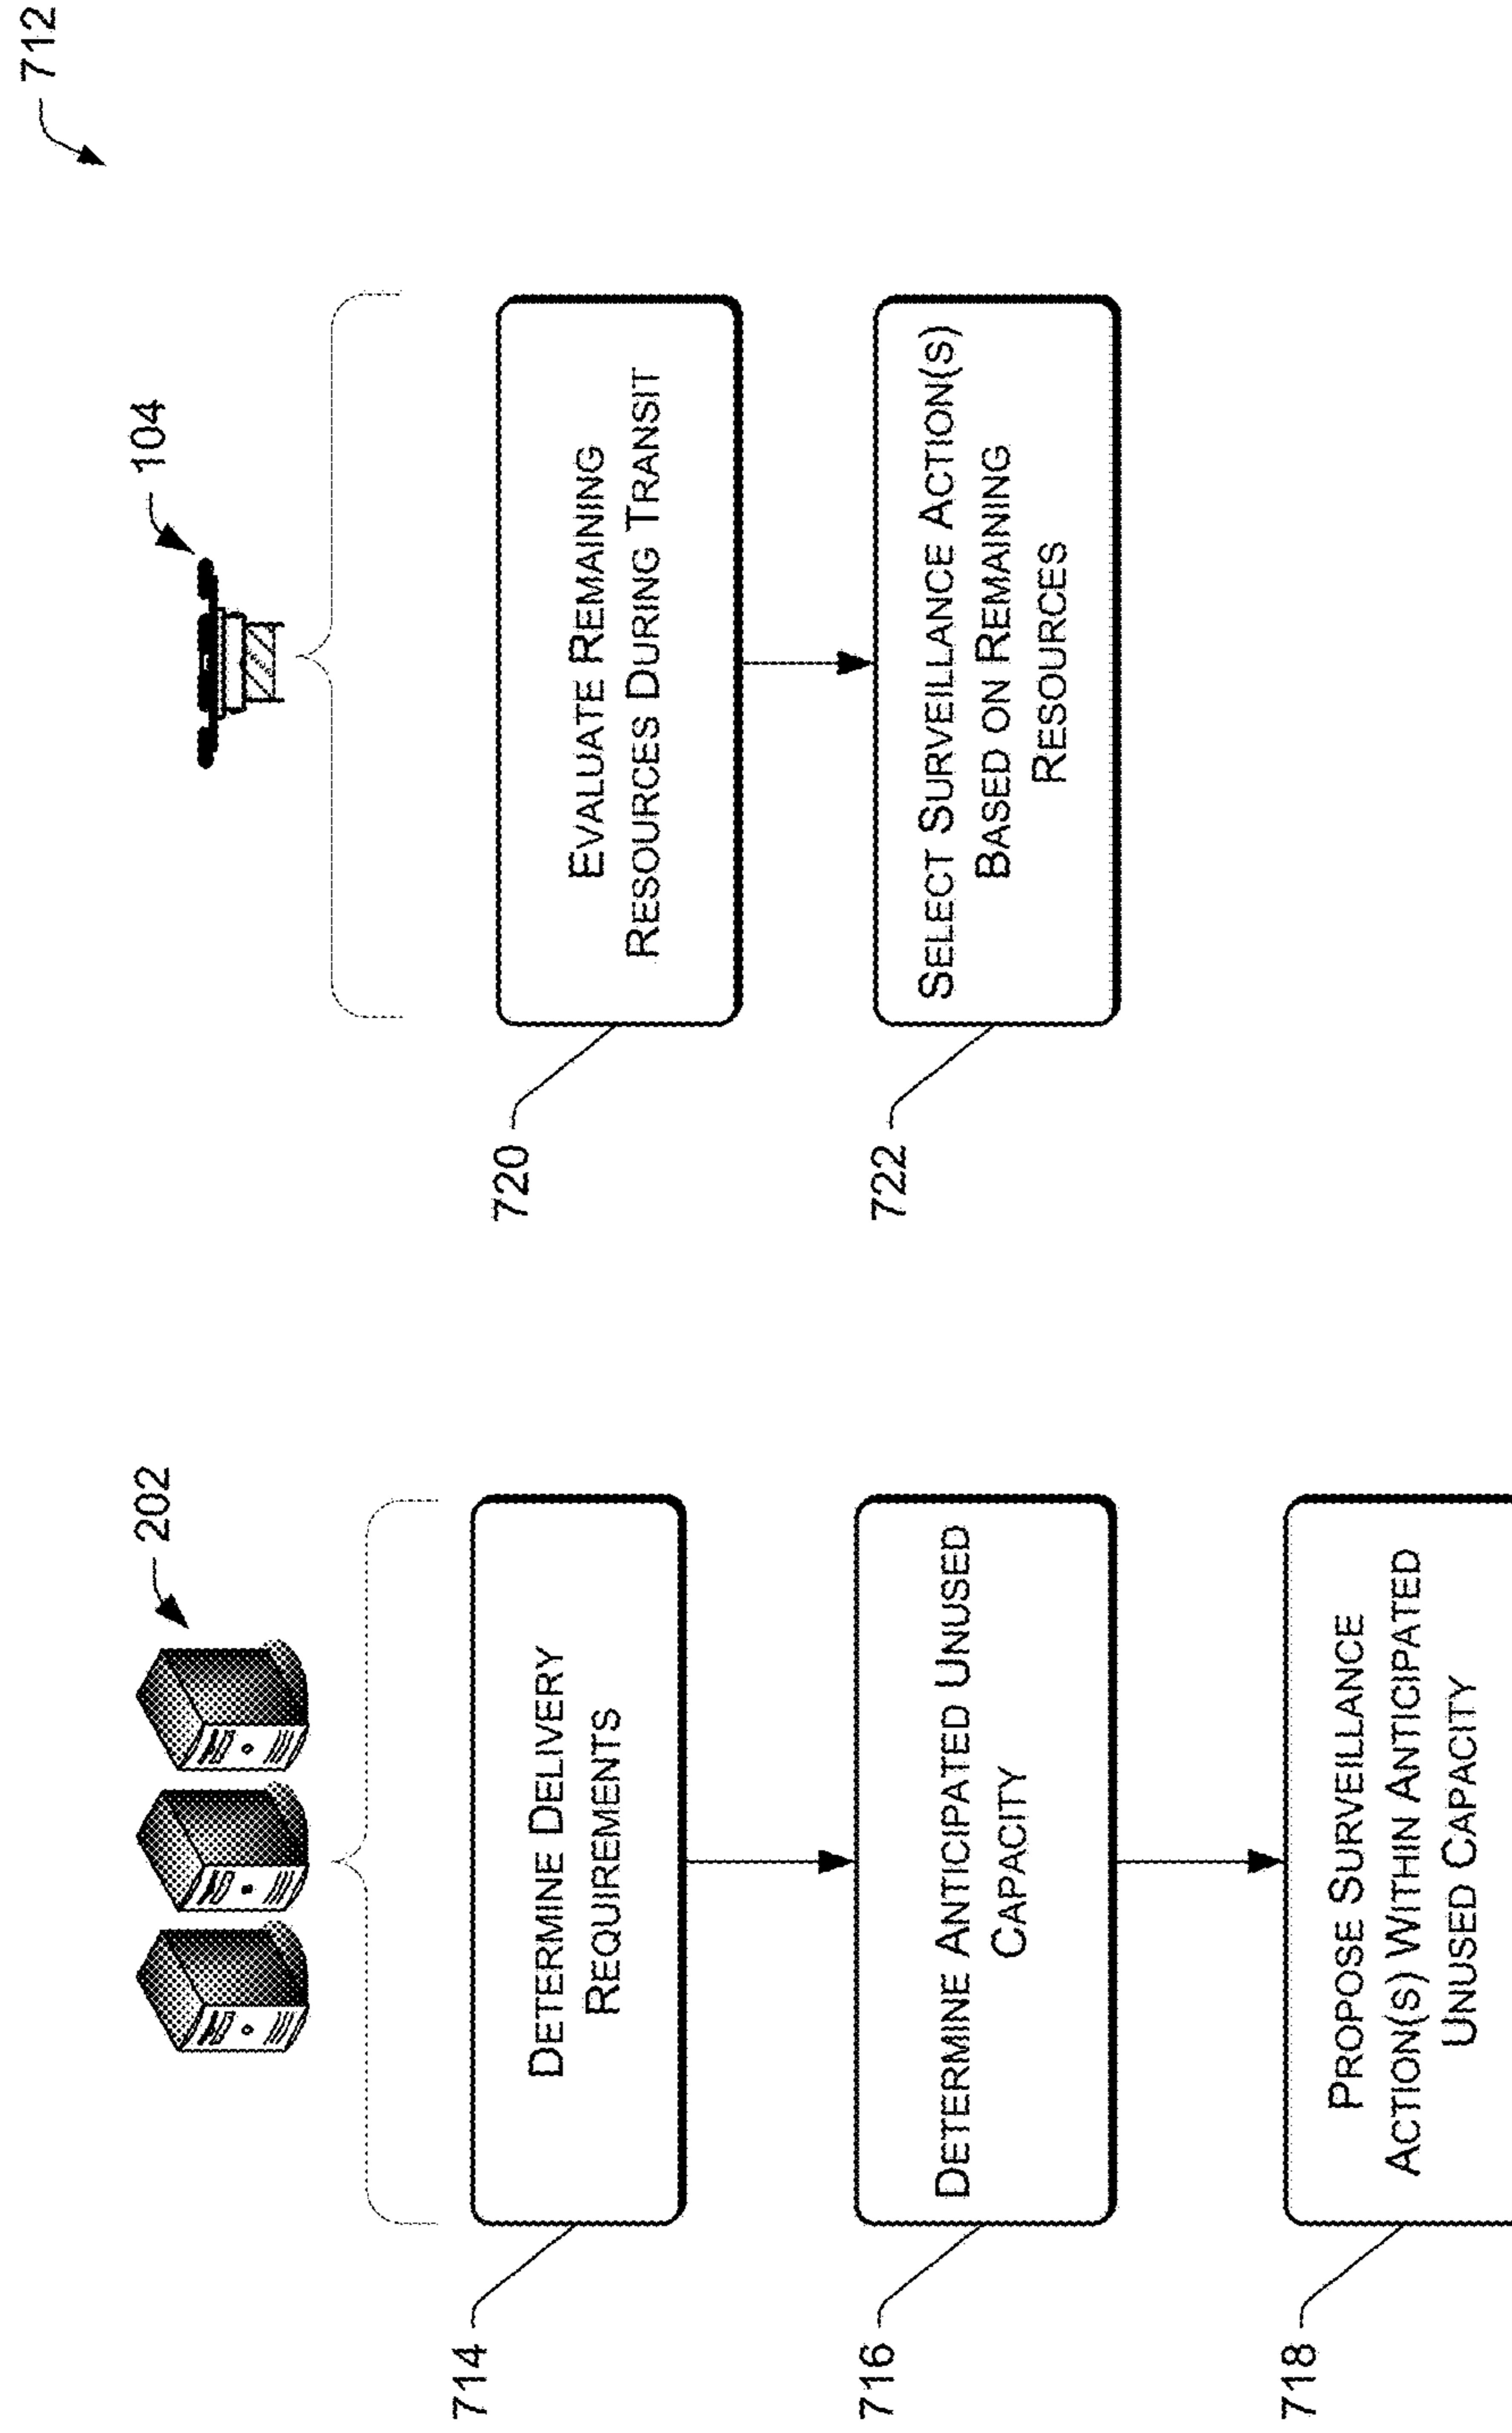 712
202
714
DETERMINE DELIVERY
REQUIREMENTS
716
DETERMINE ANTICIPATED UNUSED
CAPACITY
718
PROPOSE SURVEILLANCE
ACTION(S) WITHIN ANTICIPATED
UNUSED CAPACITY
104
720
EVALUATE REMAINING
RESOURCES DURING TRANSIT
722
SELECT SURVEILLANCE ACTION(S)
BASED ON REMAINING
RESOURCES